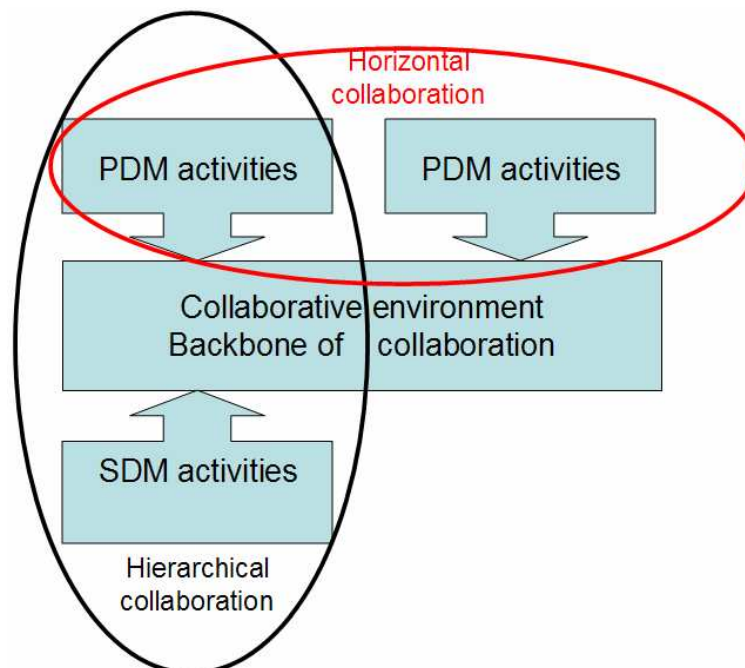 Horizontal
collaboration
PDM activities
PDM activities
Collaborative environment
Backbone of collaboration
SDM activities
Hierarchical
collaboration